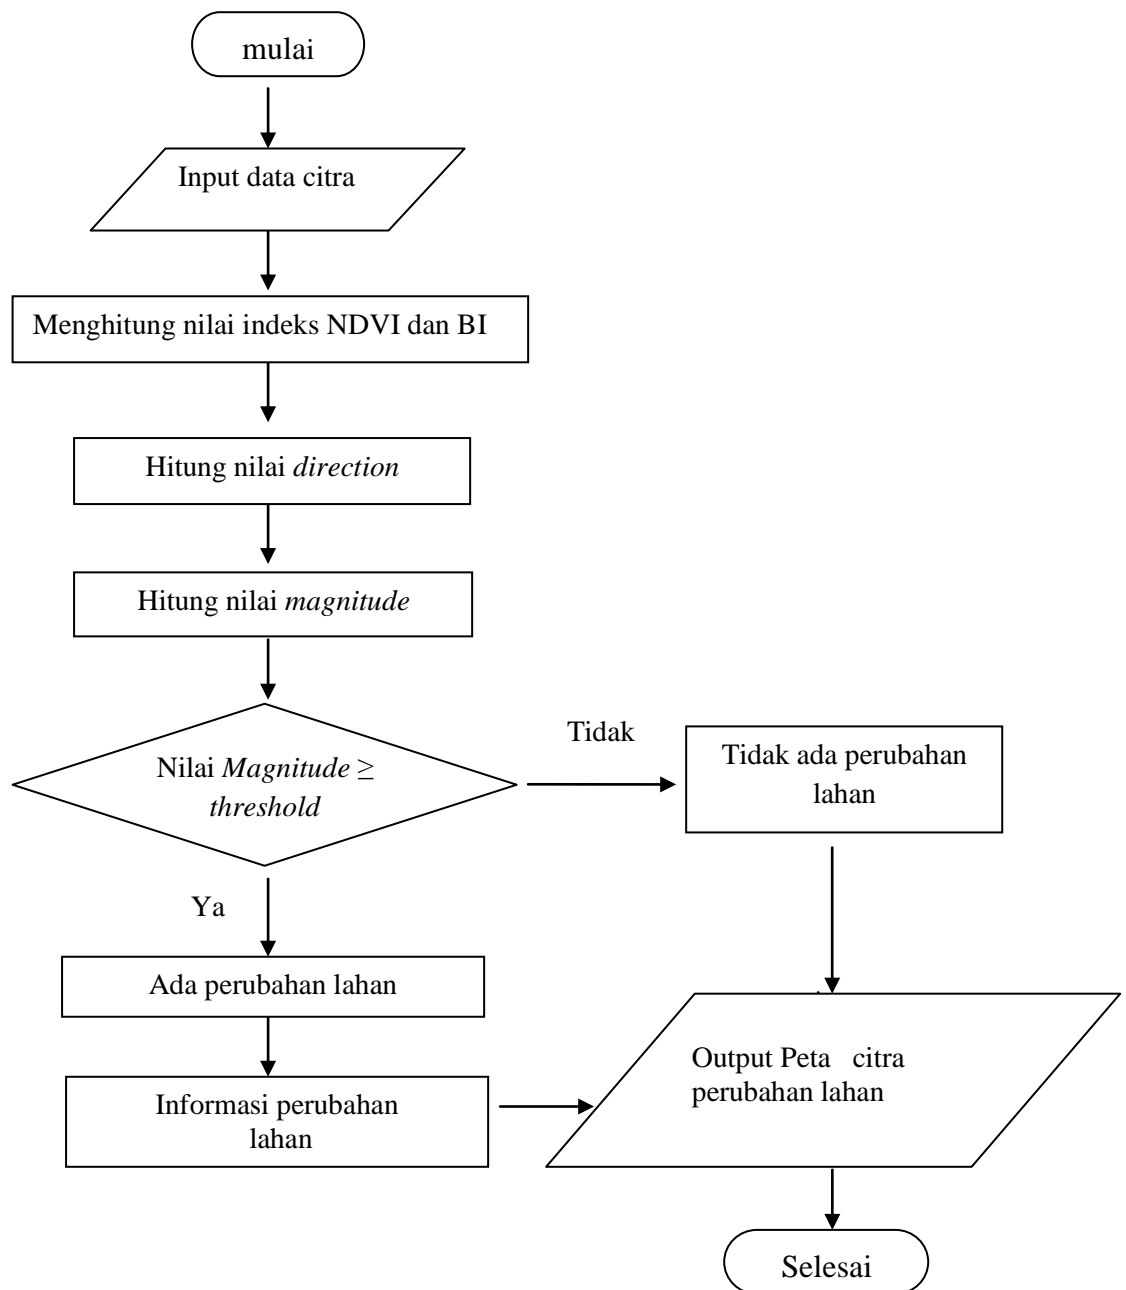 mulai
Input data citra
Menghitung nilai indeks NDVI dan BI
Hitung nilai direction
Hitung nilai magnitude
Nilai Magnitude ≥
threshold
Tidak
Tidak ada perubahan
lahan
Ya
Ada perubahan lahan
Informasi perubahan
lahan
Output Peta citra
perubahan lahan
Selesai